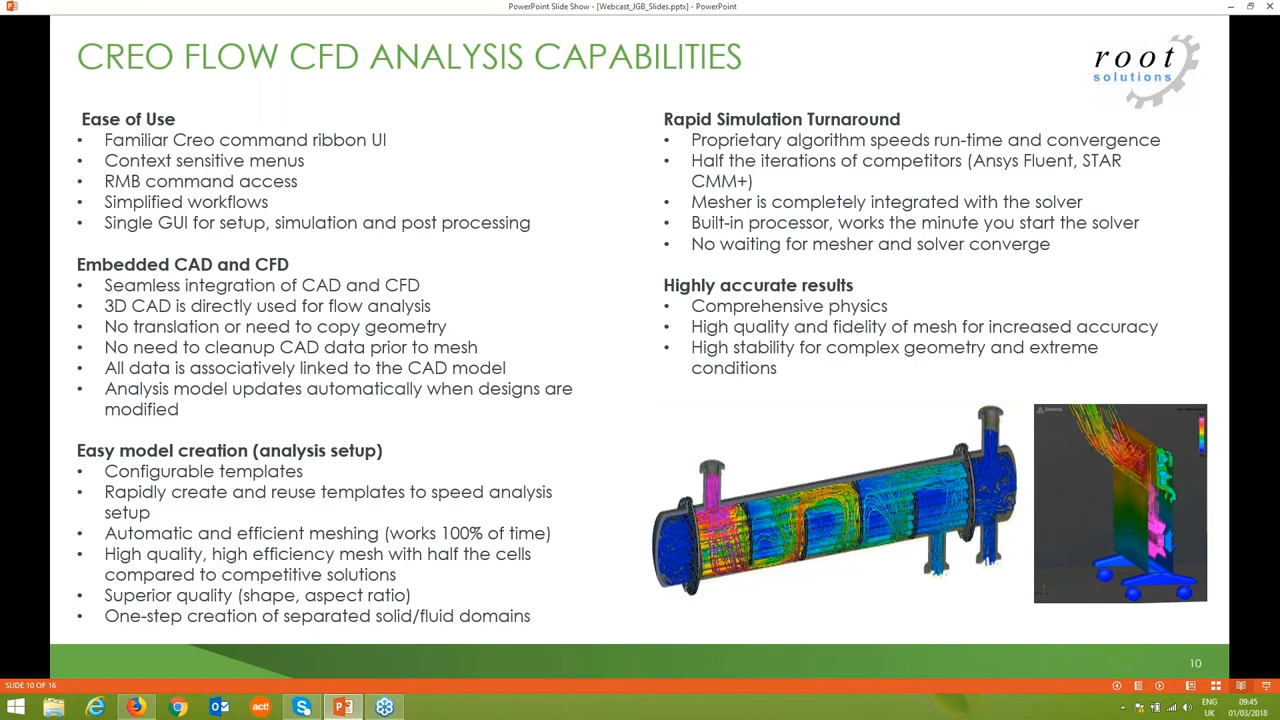 PowerPoint Slide Show - [Webcast_JGB_Slides.pptx] - PowerPoint
CREO FLOW CFD ANALYSIS CAPABILITIES
root
solutions
Ease of Use
• Familiar Creo command ribbon UI
• Context sensitive menus
• RMB command access
• Simplified workflows
• Single GUI for setup, simulation and post processing
Embedded CAD and CFD
• Seamless integration of CAD and CFD
• 3D CAD is directly used for flow analysis
• No translation or need to copy geometry
• No need to cleanup CAD data prior to mesh
• All data is associatively linked to the CAD model
• Analysis model updates automatically when designs are
modified
Easy model creation (analysis setup)
• Configurable templates
• Rapidly create and reuse templates to speed analysis
setup
• Automatic and efficient meshing (works 100% of time)
• High quality, high efficiency mesh with half the cells
compared to competitive solutions
• Superior quality (shape, aspect ratio)
• One-step creation of separated solid/fluid domains
Rapid Simulation Turnaround
• Proprietary algorithm speeds run-time and convergence
• Half the iterations of competitors (Ansys Fluent, STAR
CMM+)
• Mesher is completely integrated with the solver
• Built-in processor, works the minute you start the solver
• No waiting for mesher and solver converge
Highly accurate results
• Comprehensive physics
• High quality and fidelity of mesh for increased accuracy
• High stability for complex geometry and extreme
conditions
10
SLIDE 10 OF 16
act!
ENG
UK
09:45
01/03/2018